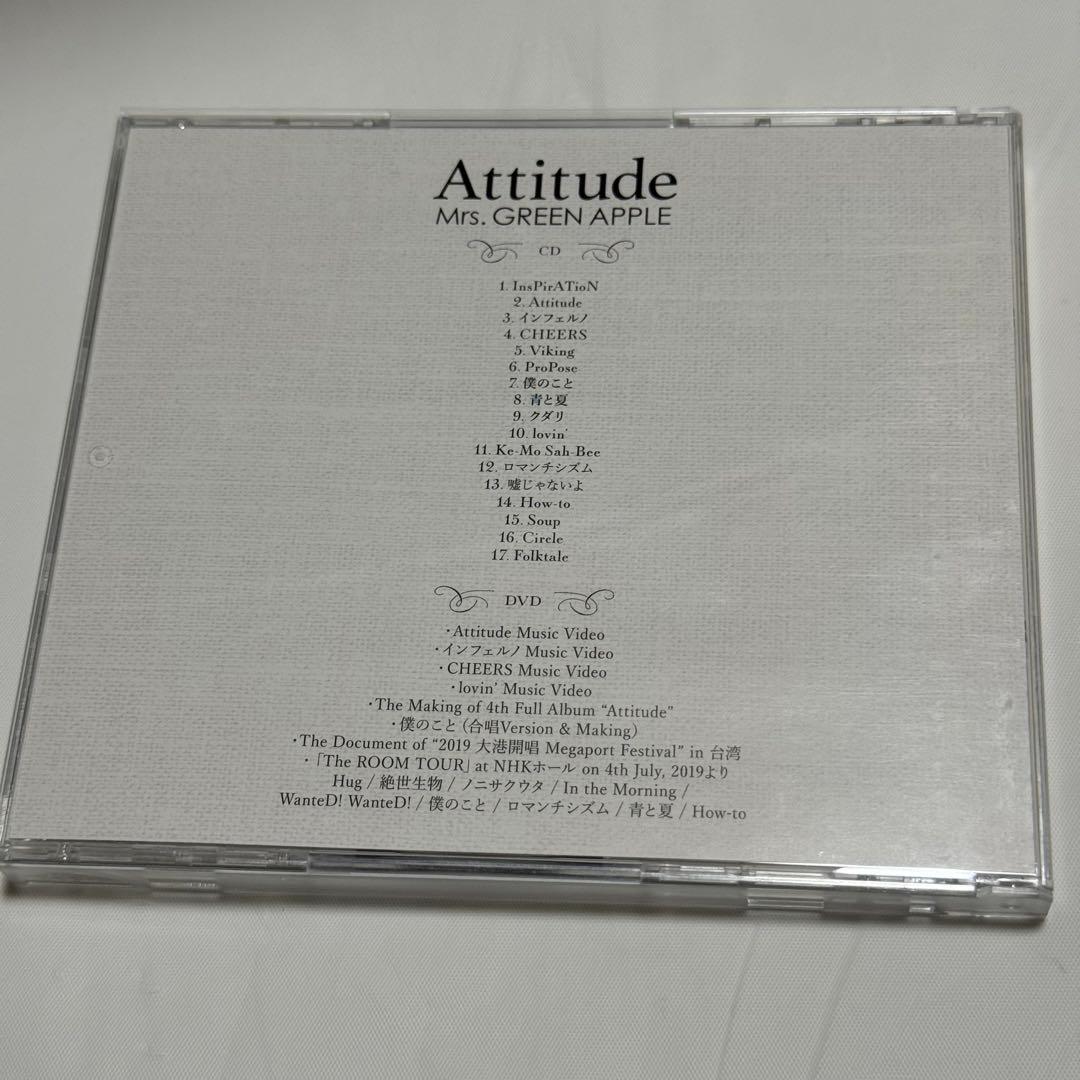 Attitude
Mrs. GREEN APPLE
CD
1. InsPirATioN
2. Attitude
3. インフェルノ
4. CHEERS
5. Viking
6. ProPose
7. 僕のこと
8. 青と夏
9. クダリ
10. lovin'
11. Ke-Mo Sah-Bee
12. ロマンチシズム
13. 嘘じゃないよ
14. How-to
15. Soup
16. Circle
17. Folktale
DVD
・Attitude Music Video
・インフェルノ Music Video
・CHEERS Music Video
・lovin’ Music Video
・The Making of 4th Full Album “Attitude”
・僕のこと (合唱Version & Making)
・The Document of “2019 大港開唱 Megaport Festival” in 台湾
・「The ROOM TOUR」 at NHKホール on 4th July, 2019より
Hug / 絶世生物 / ノニサクウタ / In the Morning /
WanteD! WanteD! / 僕のこと / ロマンチシズム / 青と夏 / How-to